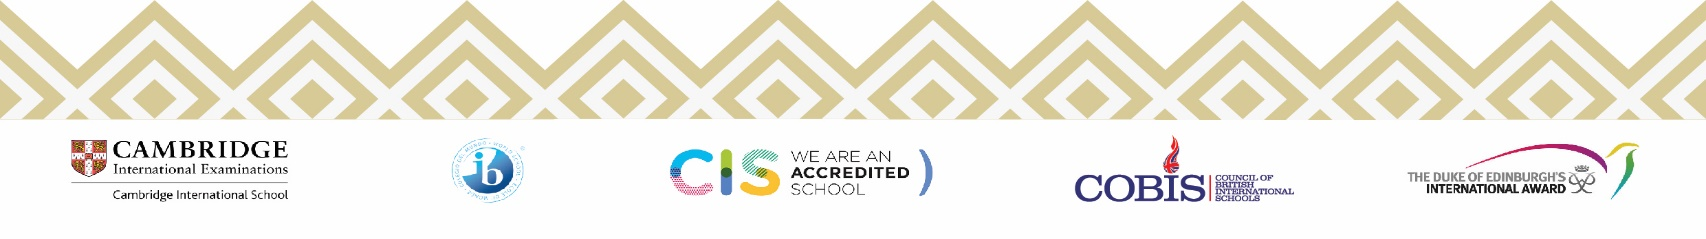 CAMBRIDGE
International Examinations
Cambridge International School
ib
CIS
WE ARE AN
ACCREDITED
SCHOOL
COBIS
COUNCIL OF
BRITISH
INTERNATIONAL
SCHOOLS
THE DUKE OF EDINBURGH'S
INTERNATIONAL AWARD